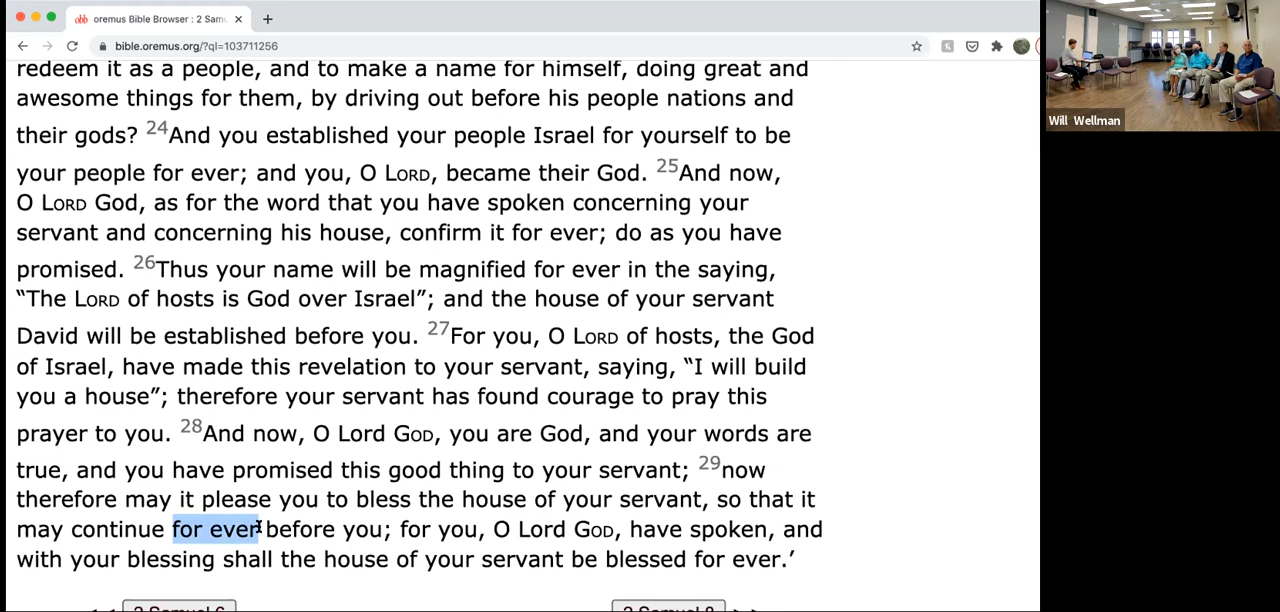 oremus Bible Browser : 2 Samu
bible.oremus.org/?ql=103711256
redeem it as a people, and to make a name for himself, doing great and
awesome things for them, by driving out before his people nations and
their gods? 24And you established your people Israel for yourself to be
your people for ever; and you, O LORD, became their God. 25And now,
O LORD God, as for the word that you have spoken concerning your
servant and concerning his house, confirm it for ever; do as you have
promised. 26Thus your name will be magnified for ever in the saying,
“The LORD of hosts is God over Israel”; and the house of your servant
David will be established before you. 27For you, O LORD of hosts, the God
of Israel, have made this revelation to your servant, saying, “I will build
you a house”; therefore your servant has found courage to pray this
prayer to you. 28And now, O Lord GOD, you are God, and your words are
true, and you have promised this good thing to your servant; 29now
therefore may it please you to bless the house of your servant, so that it
may continue for ever before you; for you, O Lord GOD, have spoken, and
with your blessing shall the house of your servant be blessed for ever.’
2 Samuel 6 2 Samuel 8
Will Wellman